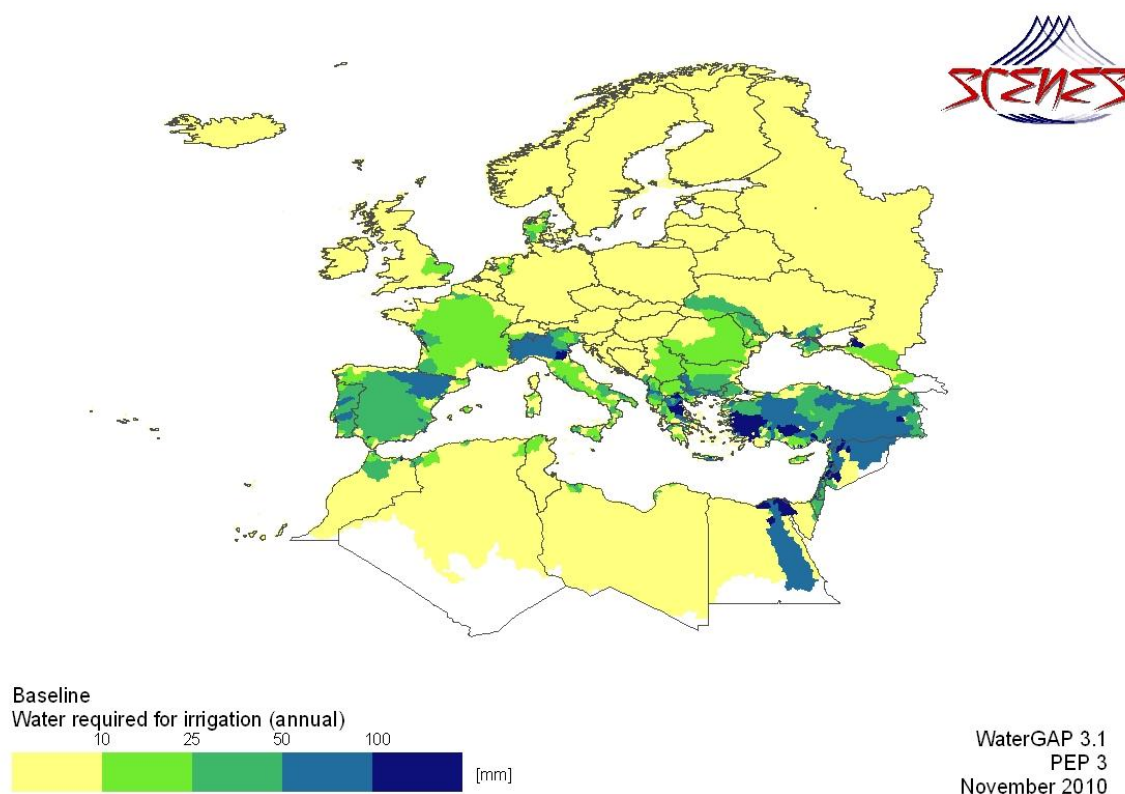 SCENES
Baseline
Water required for irrigation (annual)
10 25 50 100
[mm]
WaterGAP 3.1
PEP 3
November 2010